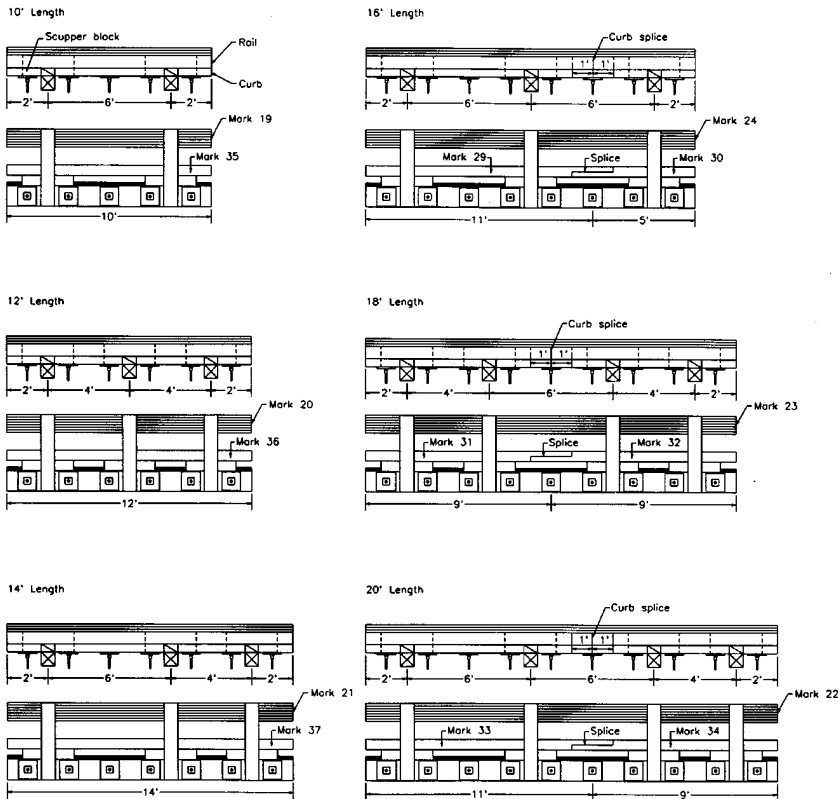 10' Length
Scupper block
Rail
Curb
2' 6' 2'
Mark 19
Mark 35
10'
16' Length
Curb splice
1' 1'
2' 6' 6' 2'
Mark 24
Mark 29 Splice Mark 30
11' 5'
12' Length
2' 4' 4' 2'
Mark 20
Mark 36
12'
18' Length
Curb splice
1' 1'
2' 4' 6' 4' 2'
Mark 23
Mark 31 Splice Mark 32
9' 9'
14' Length
2' 6' 4' 2'
Mark 21
Mark 37
14'
20' Length
Curb splice
1' 1'
2' 6' 6' 4' 2'
Mark 22
Mark 33 Splice Mark 34
11' 9'